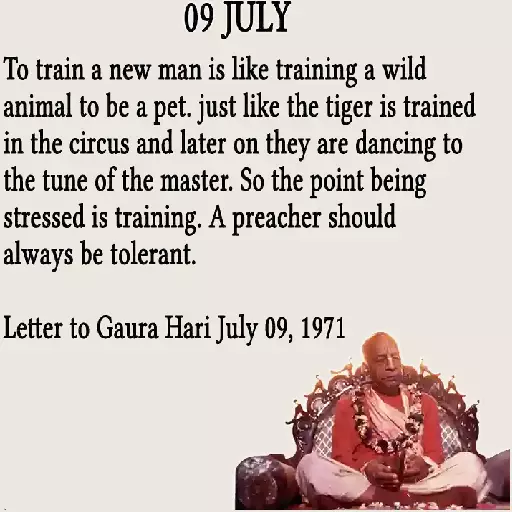 09 JULY
To train a new man is like training a wild
animal to be a pet. just like the tiger is trained
in the circus and later on they are dancing to
the tune of the master. So the point being
stressed is training. A preacher should
always be tolerant.
Letter to Gaura Hari July 09, 1971